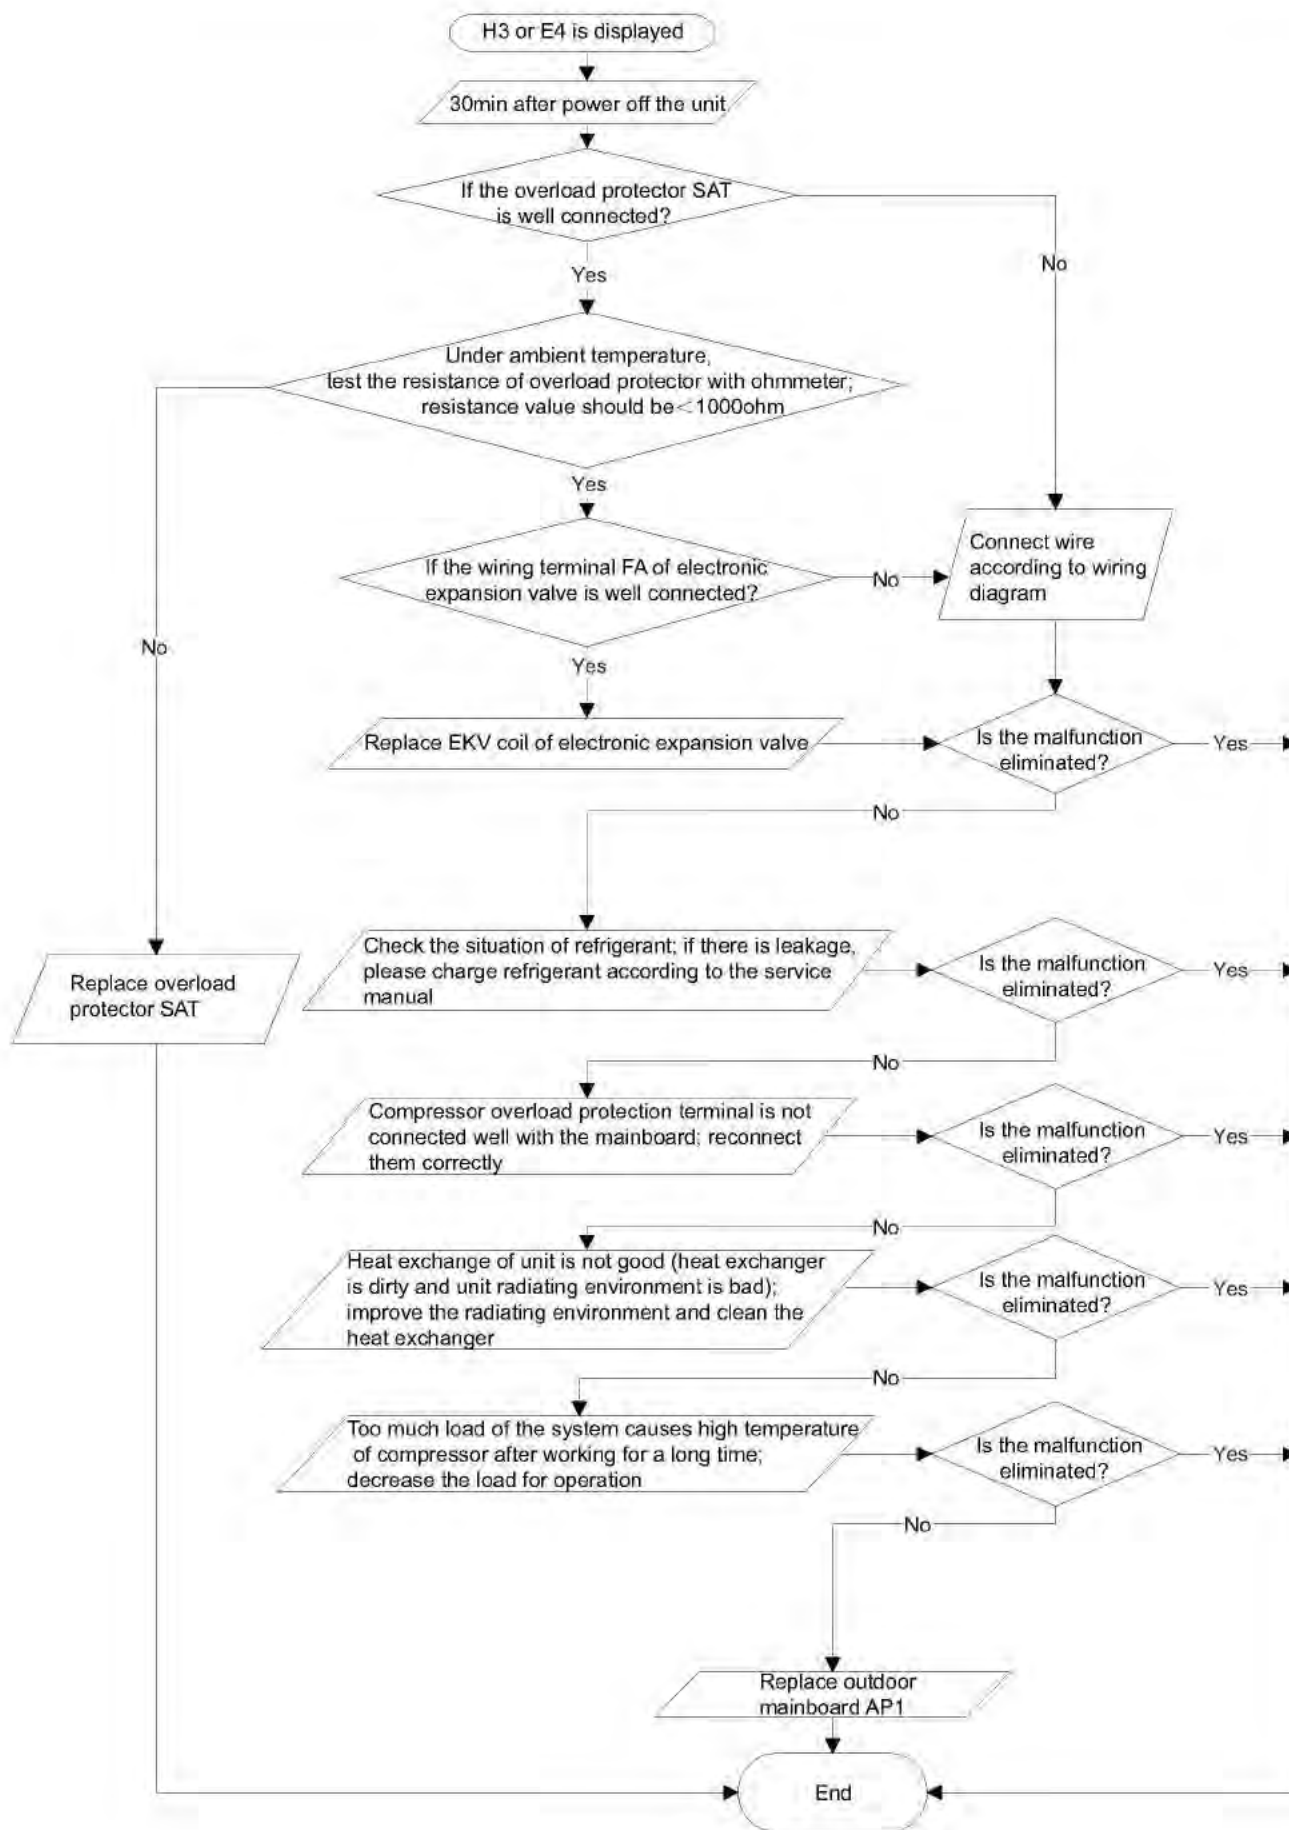 H3 or E4 is displayed
30min after power off the unit
If the overload protector SAT
is well connected?
No
Yes
Under ambient temperature,
test the resistance of overload protector with ohmmeter;
resistance value should be<1000ohm
Yes
If the wiring terminal FA of electronic
expansion valve is well connected?
No
Connect wire
according to wiring
diagram
No
Yes
Replace EKV coil of electronic expansion valve
Is the malfunction
eliminated?
Yes
No
Replace overload
protector SAT
Check the situation of refrigerant; if there is leakage,
please charge refrigerant according to the service
manual
Is the malfunction
eliminated?
Yes
No
Compressor overload protection terminal is not
connected well with the mainboard; reconnect
them correctly
Is the malfunction
eliminated?
Yes
No
Heat exchange of unit is not good (heat exchanger
is dirty and unit radiating environment is bad);
improve the radiating environment and clean the
heat exchanger
Is the malfunction
eliminated?
Yes
No
Too much load of the system causes high temperature
of compressor after working for a long time;
decrease the load for operation
Is the malfunction
eliminated?
Yes
No
Replace outdoor
mainboard AP1
End